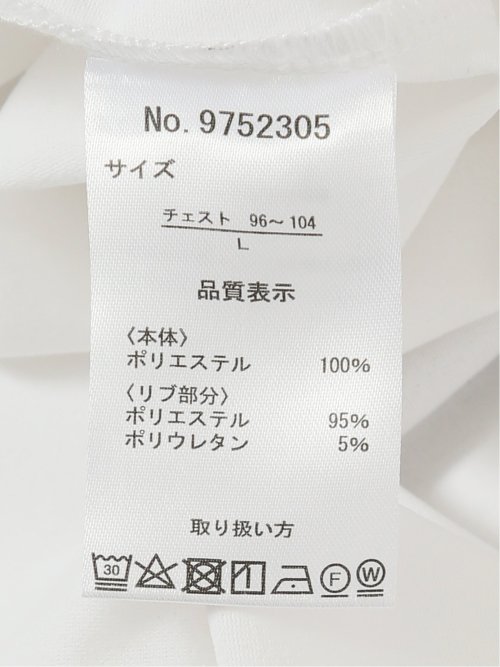 No. 9752305
サイズ
チェスト 96～104
L
品質表示
〈本体〉
ポリエステル 100%
〈リブ部分〉
ポリエステル 95%
ポリウレタン 5%
取り扱い方
30 F W